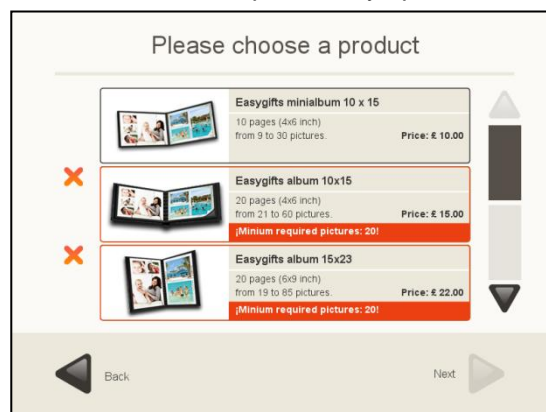 Please choose a product
Easygifts minialbum 10 x 15
10 pages (4x6 inch)
from 9 to 30 pictures. Price: £ 10.00
Easygifts album 10x15
20 pages (4x6 inch)
from 21 to 60 pictures. Price: £ 15.00
¡Minium required pictures: 20!
Easygifts album 15x23
20 pages (6x9 inch)
from 19 to 85 pictures. Price: £ 22.00
¡Minium required pictures: 20!
Back Next